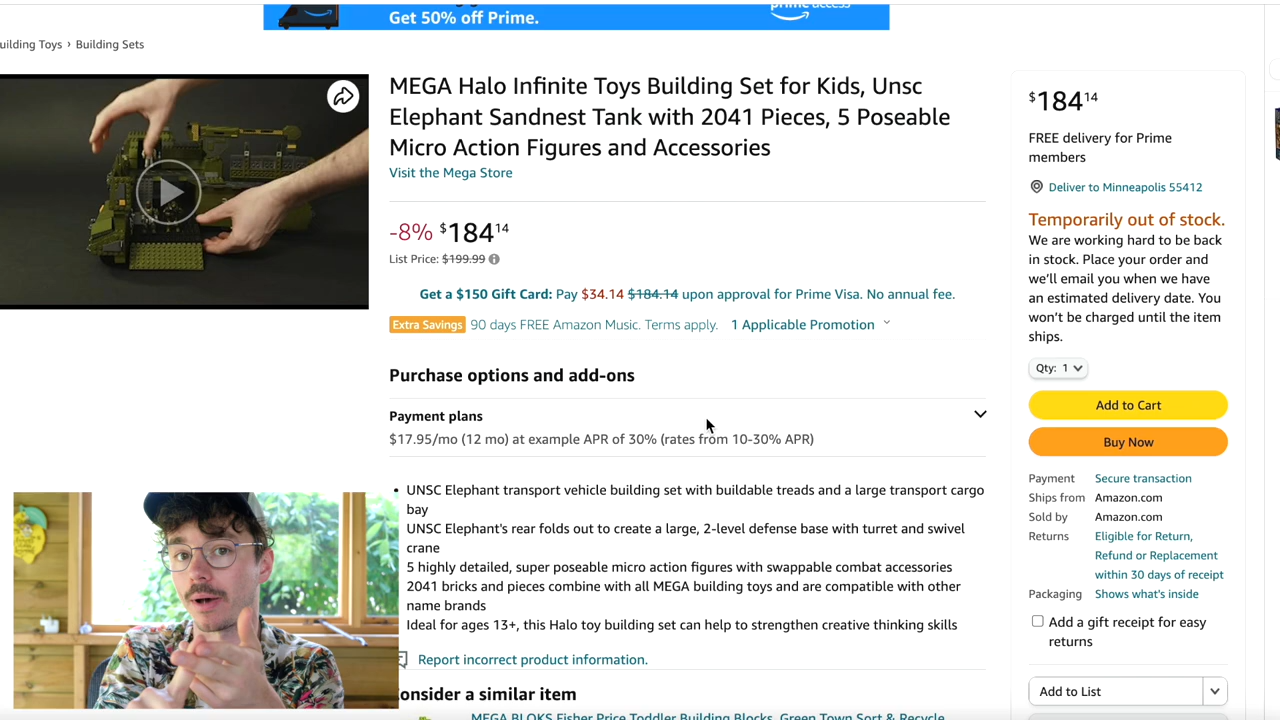 Get 50% off Prime.
uilding Toys › Building Sets
MEGA Halo Infinite Toys Building Set for Kids, Unsc
Elephant Sandnest Tank with 2041 Pieces, 5 Poseable
Micro Action Figures and Accessories
Visit the Mega Store
-8% $184.14
List Price: $199.99
Get a $150 Gift Card: Pay $34.14 $184.14 upon approval for Prime Visa. No annual fee.
Extra Savings 90 days FREE Amazon Music. Terms apply. 1 Applicable Promotion
Purchase options and add-ons
Payment plans
$17.95/mo (12 mo) at example APR of 30% (rates from 10-30% APR)
• UNSC Elephant transport vehicle building set with buildable treads and a large transport cargo
bay
UNSC Elephant's rear folds out to create a large, 2-level defense base with turret and swivel
crane
5 highly detailed, super poseable micro action figures with swappable combat accessories
2041 bricks and pieces combine with all MEGA building toys and are compatible with other
name brands
Ideal for ages 13+, this Halo toy building set can help to strengthen creative thinking skills
Report incorrect product information.
onsider a similar item
MEGA BLOKS Fisher Price Toddler Building Blocks, Green Town Sort & Recycle
$184.14
FREE delivery for Prime
members
Deliver to Minneapolis 55412
Temporarily out of stock.
We are working hard to be back
in stock. Place your order and
we'll email you when we have
an estimated delivery date. You
won't be charged until the item
ships.
Qty: 1
Add to Cart
Buy Now
Payment Secure transaction
Ships from Amazon.com
Sold by Amazon.com
Returns Eligible for Return,
Refund or Replacement
within 30 days of receipt
Packaging Shows what's inside
Add a gift receipt for easy
returns
Add to List